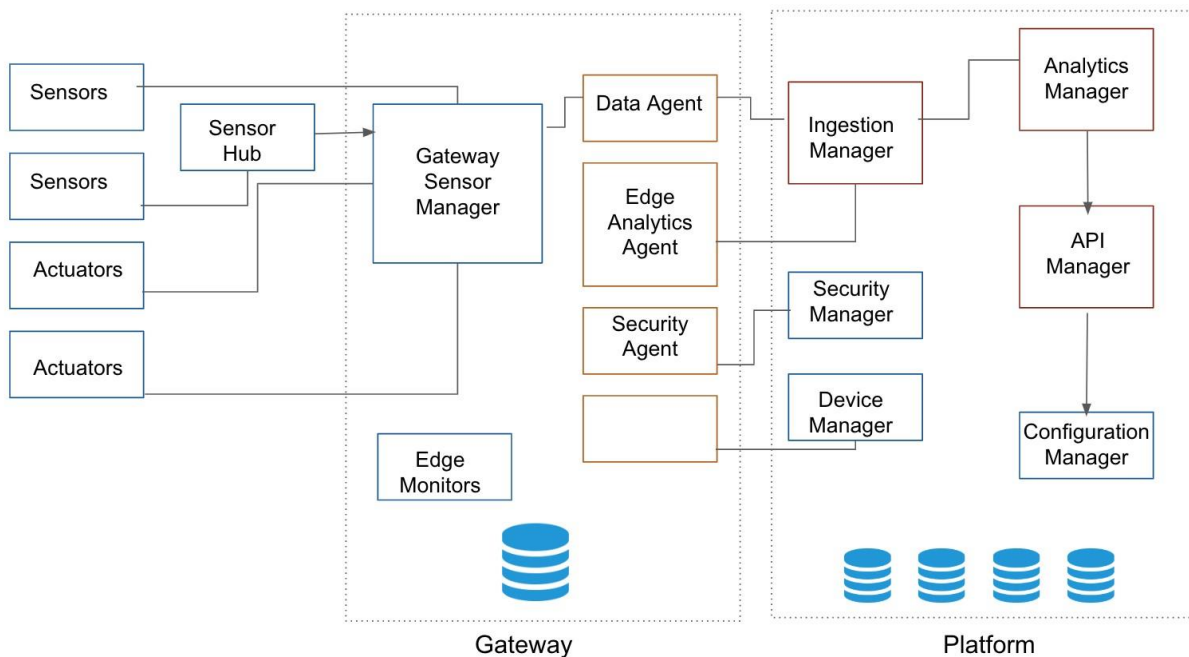 Sensors
Sensor
Hub
Sensors
Actuators
Actuators
Gateway
Sensor
Manager
Edge
Monitors
Data Agent
Edge
Analytics
Agent
Security
Agent
Gateway
Ingestion
Manager
Security
Manager
Device
Manager
Analytics
Manager
API
Manager
Configuration
Manager
Platform